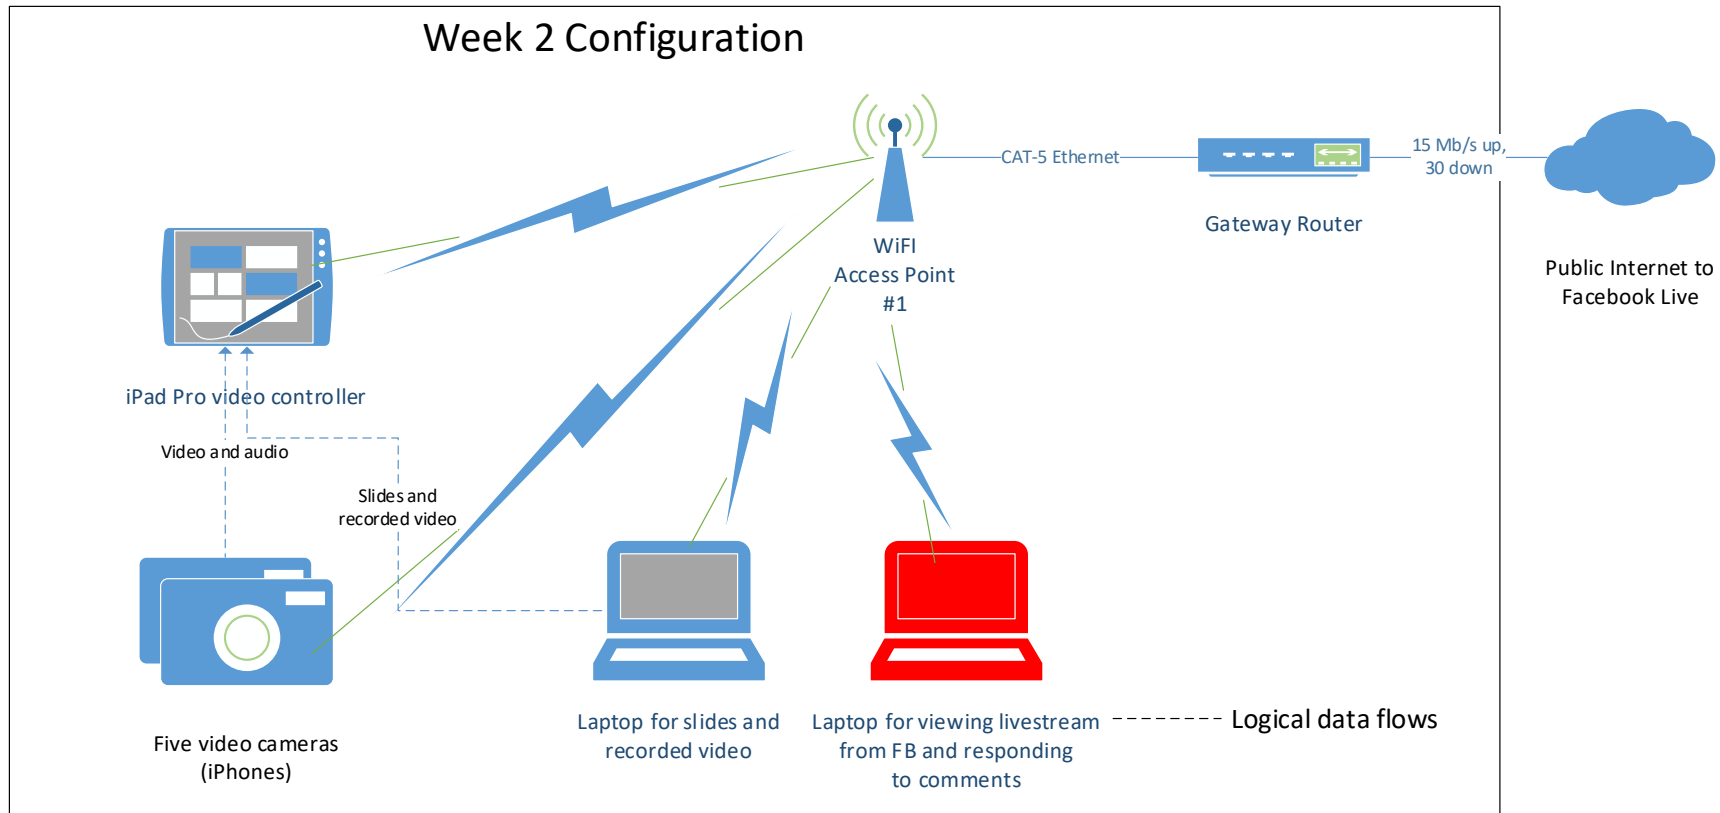 Week 2 Configuration
CAT-5 Ethernet
15 Mb/s up,
30 down
Gateway Router
WiFI
Access Point
#1
Public Internet to
Facebook Live
iPad Pro video controller
Video and audio
Slides and
recorded video
Five video cameras
(iPhones)
Laptop for slides and
recorded video
Laptop for viewing livestream
from FB and responding
to comments
Logical data flows